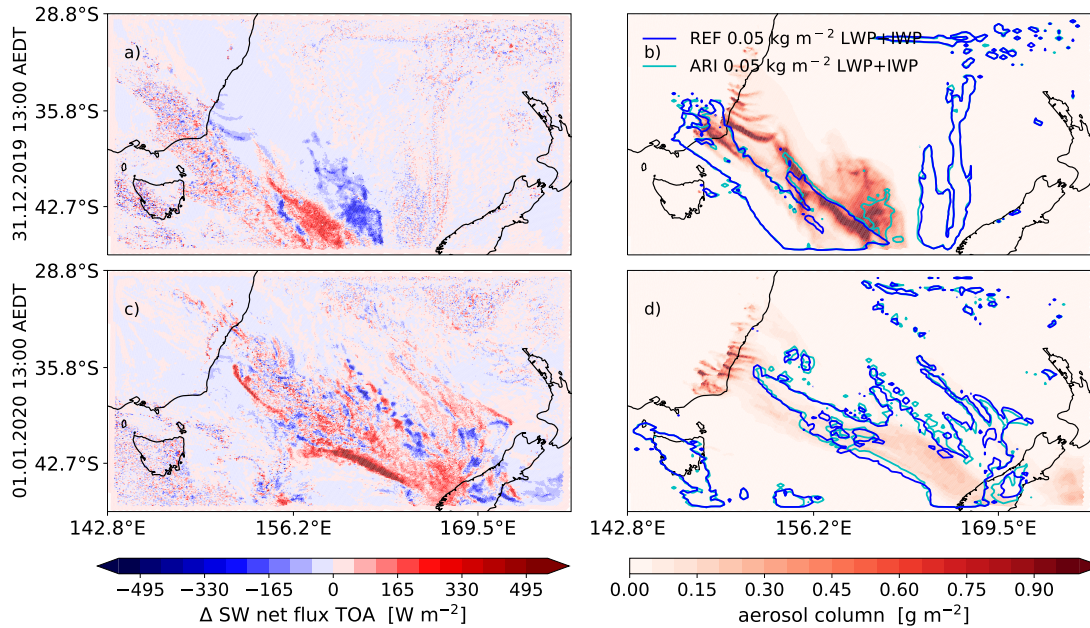 31.12.2019 13:00 AEDT
28.8°S
35.8°S
42.7°S
a)
b)
REF 0.05 kg m−2 LWP+IWP
ARI 0.05 kg m−2 LWP+IWP
01.01.2020 13:00 AEDT
28.8°S
35.8°S
42.7°S
c)
d)
142.8°E 156.2°E 169.5°E
142.8°E 156.2°E 169.5°E
−495 −330 −165 0 165 330 495
Δ SW net flux TOA [W m−2]
0.00 0.15 0.30 0.45 0.60 0.75 0.90
aerosol column [g m−2]